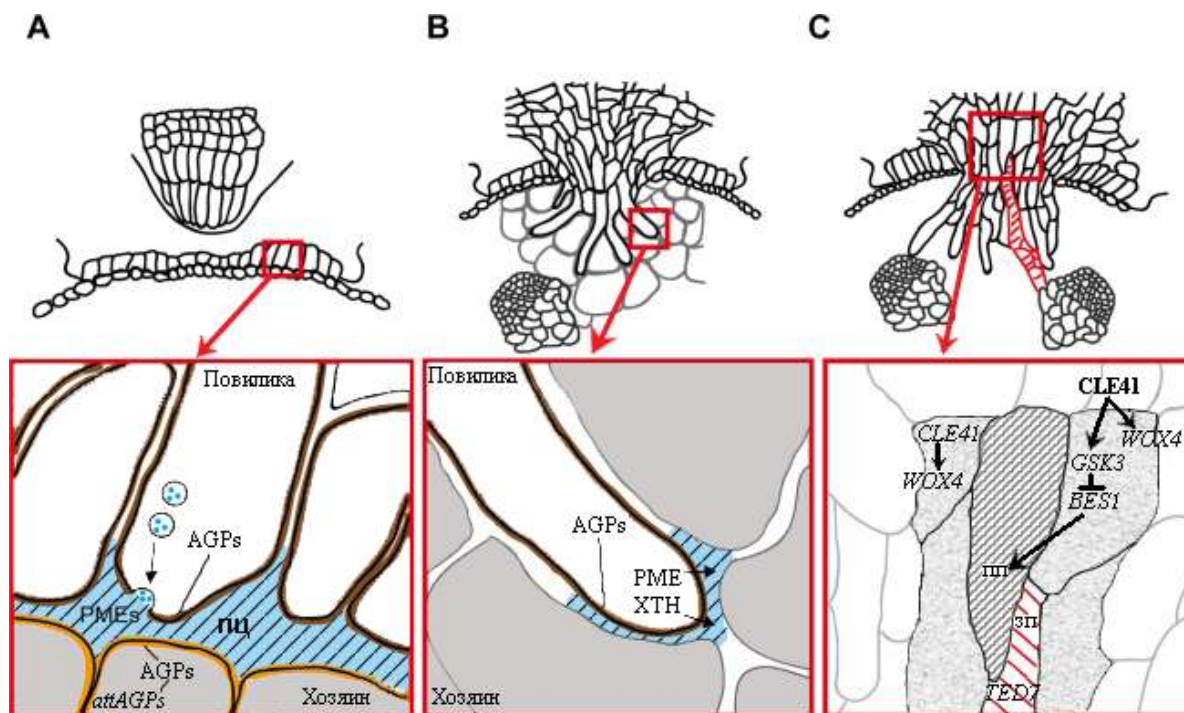 A
B
C
Повилика
AGPs
PMEs
пц
AGPs
attAGPs
Хозяин
Повилика
AGPs
PME
XTH
Хозяин
CLE41
CLE41
WOX4
WOX4
GSK3
BES1
пп
зп
TED7